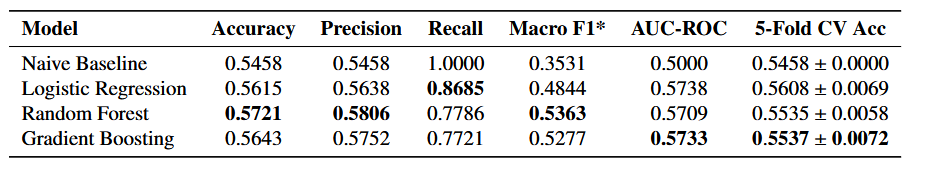 Model Accuracy Precision Recall Macro F1* AUC-ROC 5-Fold CV Acc
Naive Baseline 0.5458 0.5458 1.0000 0.3531 0.5000 0.5458 ± 0.0000
Logistic Regression 0.5615 0.5638 0.8685 0.4844 0.5738 0.5608 ± 0.0069
Random Forest 0.5721 0.5806 0.7786 0.5363 0.5709 0.5535 ± 0.0058
Gradient Boosting 0.5643 0.5752 0.7721 0.5277 0.5733 0.5537 ± 0.0072